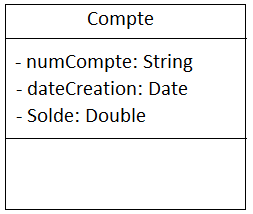 Compte
- numCompte: String
- dateCreation: Date
- Solde: Double